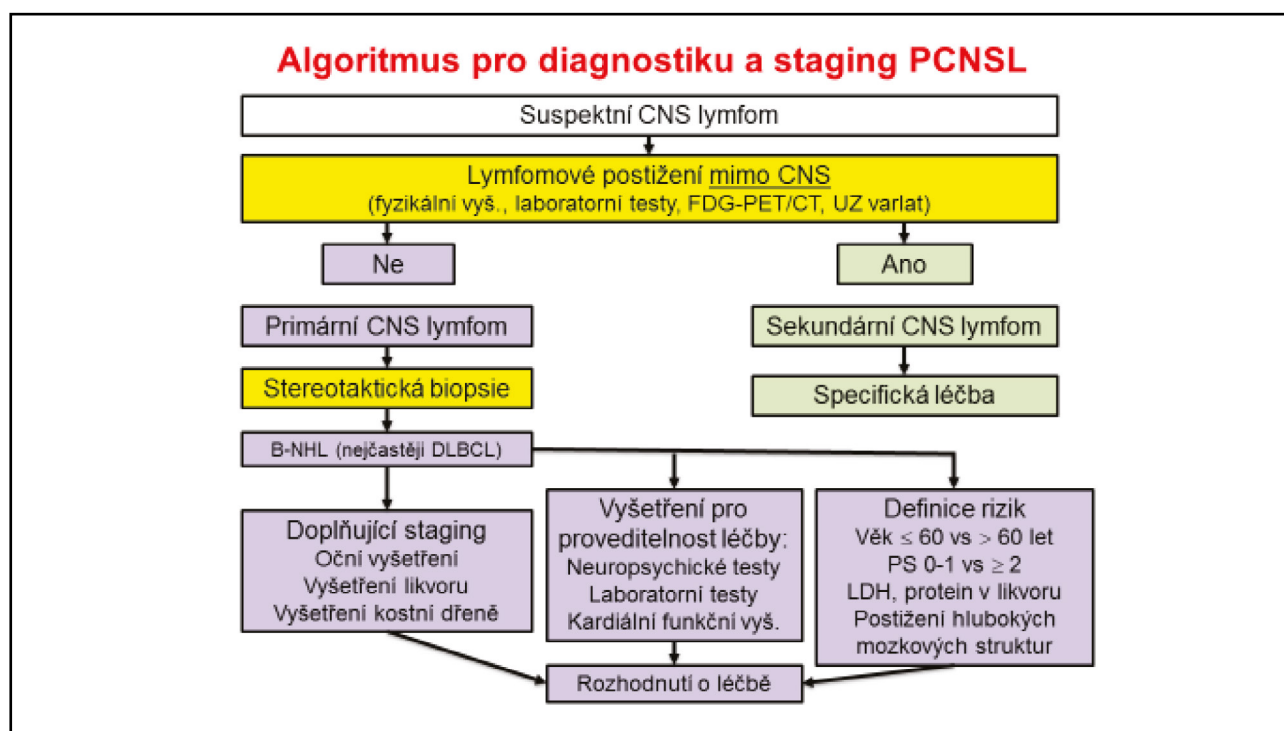 Algoritmus pro diagnostiku a staging PCNSL
Suspektní CNS lymfom
Lymfomové postižení mimo CNS
(fyzikální vyš., laboratorní testy, FDG-PET/CT, UZ varlat)
Ne
Ano
Primární CNS lymfom
Sekundární CNS lymfom
Stereotaktická biopsie
Specifická léčba
B-NHL (nejčastěji DLBCL)
Doplňující staging
Oční vyšetření
Vyšetření likvoru
Vyšetření kostní dřeně
Vyšetření pro
proveditelnost léčby:
Neuropsychické testy
Laboratorní testy
Kardiální funkční vyš.
Definice rizik
Věk ≤ 60 vs > 60 let
PS 0-1 vs ≥ 2
LDH, protein v likvoru
Postižení hlubokých
mozkových struktur
Rozhodnutí o léčbě